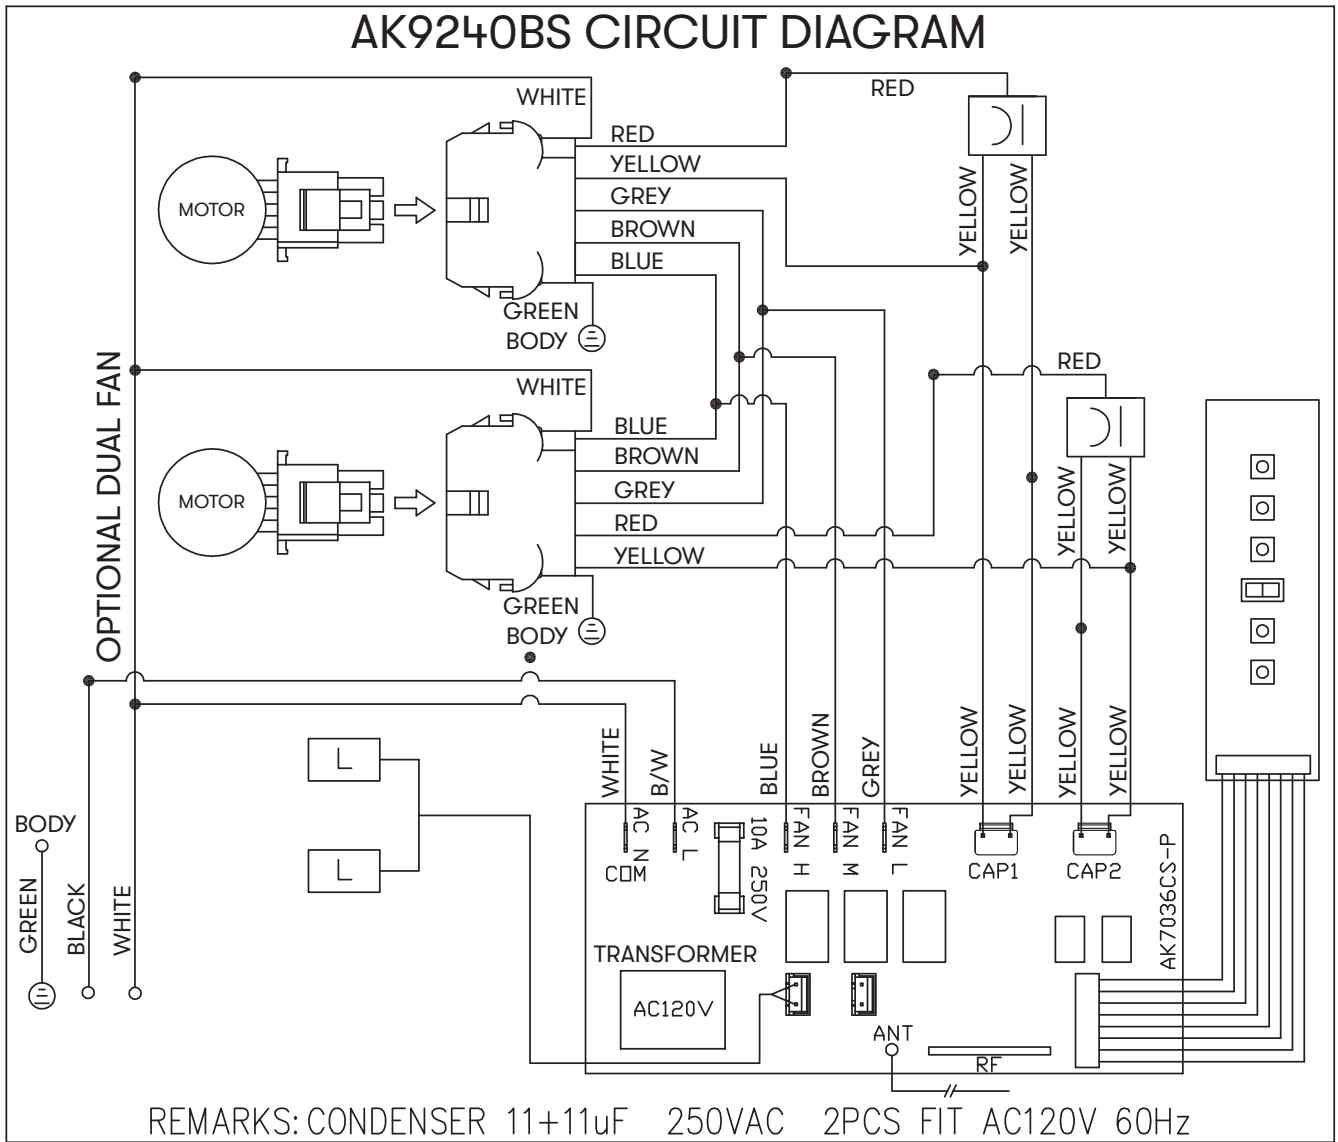 AK9240BS CIRCUIT DIAGRAM
WHITE
RED
RED
YELLOW
GREY
BROWN
BLUE
MOTOR
YELLOW
YELLOW
GREEN
BODY
OPTIONAL DUAL FAN
WHITE
RED
BLUE
BROWN
GREY
RED
YELLOW
MOTOR
YELLOW
YELLOW
GREEN
BODY
WHITE
B/W
BLUE
BROWN
GREY
YELLOW
YELLOW
YELLOW
YELLOW
L
L
BODY
GREEN
BLACK
WHITE
AC N
COM
AC L
10A 250V
FAN H
FAN M
FAN L
CAP1
CAP2
AK7036CS-P
TRANSFORMER
AC120V
ANT
RF
REMARKS: CONDENSER 11+11uF 250VAC 2PCS FIT AC120V 60Hz